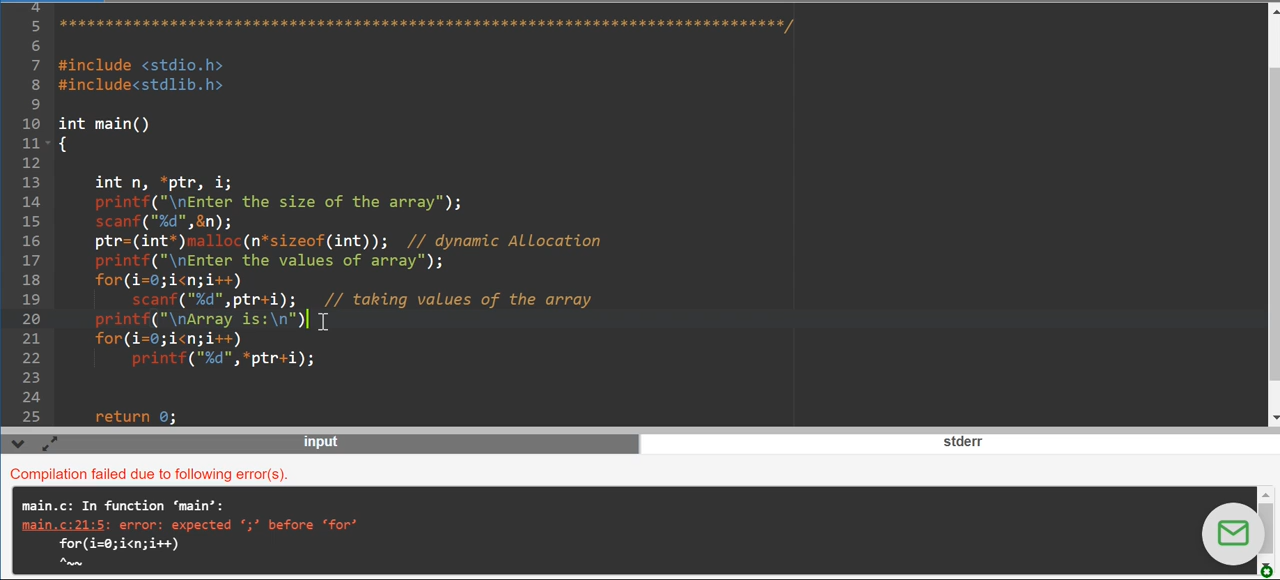 4
5 *******************************************************************************/
6
7 #include <stdio.h>
8 #include<stdlib.h>
9
10 int main()
11 {
12
13 int n, *ptr, i;
14 printf("\nEnter the size of the array");
15 scanf("%d",&n);
16 ptr=(int*)malloc(n*sizeof(int)); // dynamic Allocation
17 printf("\nEnter the values of array");
18 for(i=0;i<n;i++)
19 scanf("%d",ptr+i); // taking values of the array
20 printf("\nArray is:\n")
21 for(i=0;i<n;i++)
22 printf("%d",*ptr+i);
23
24
25 return 0;
input stderr
Compilation failed due to following error(s).
main.c: In function ‘main’:
main.c:21:5: error: expected ‘;’ before ‘for’
for(i=0;i<n;i++)
^~~